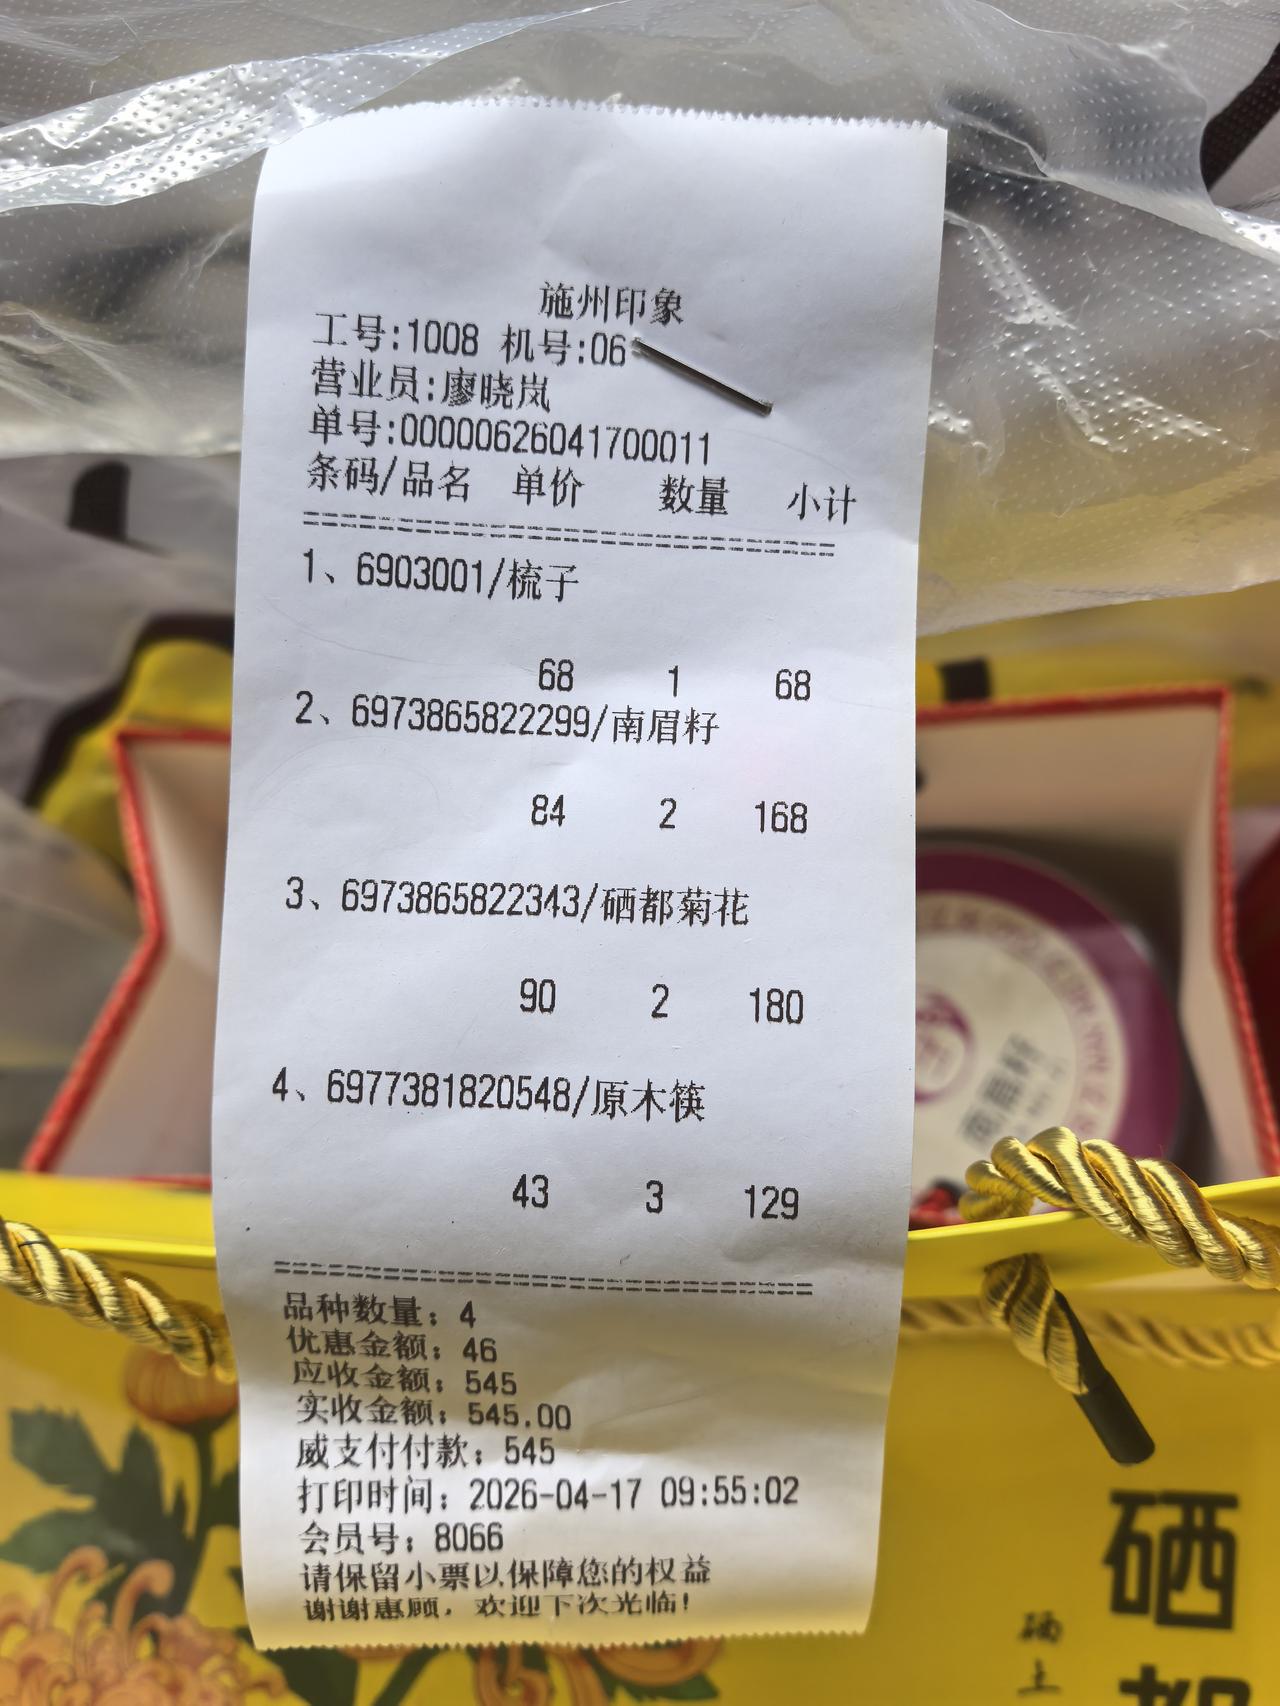 施州印象
工号:1008 机号:06
营业员:廖晓岚
单号:00000626041700011
条码/品名 单价 数量 小计
==============================
1、6903001/梳子
68 1 68
2、6973865822299/南眉籽
84 2 168
3、6973865822343/硒都菊花
90 2 180
4、6977381820548/原木筷
43 3 129
==============================
品种数量：4
优惠金额：46
应收金额：545
实收金额：545.00
威支付付款：545
打印时间：2026-04-17 09:55:02
会员号：8066
请保留小票以保障您的权益
谢谢惠顾，欢迎下次光临！
硒都
硒
上